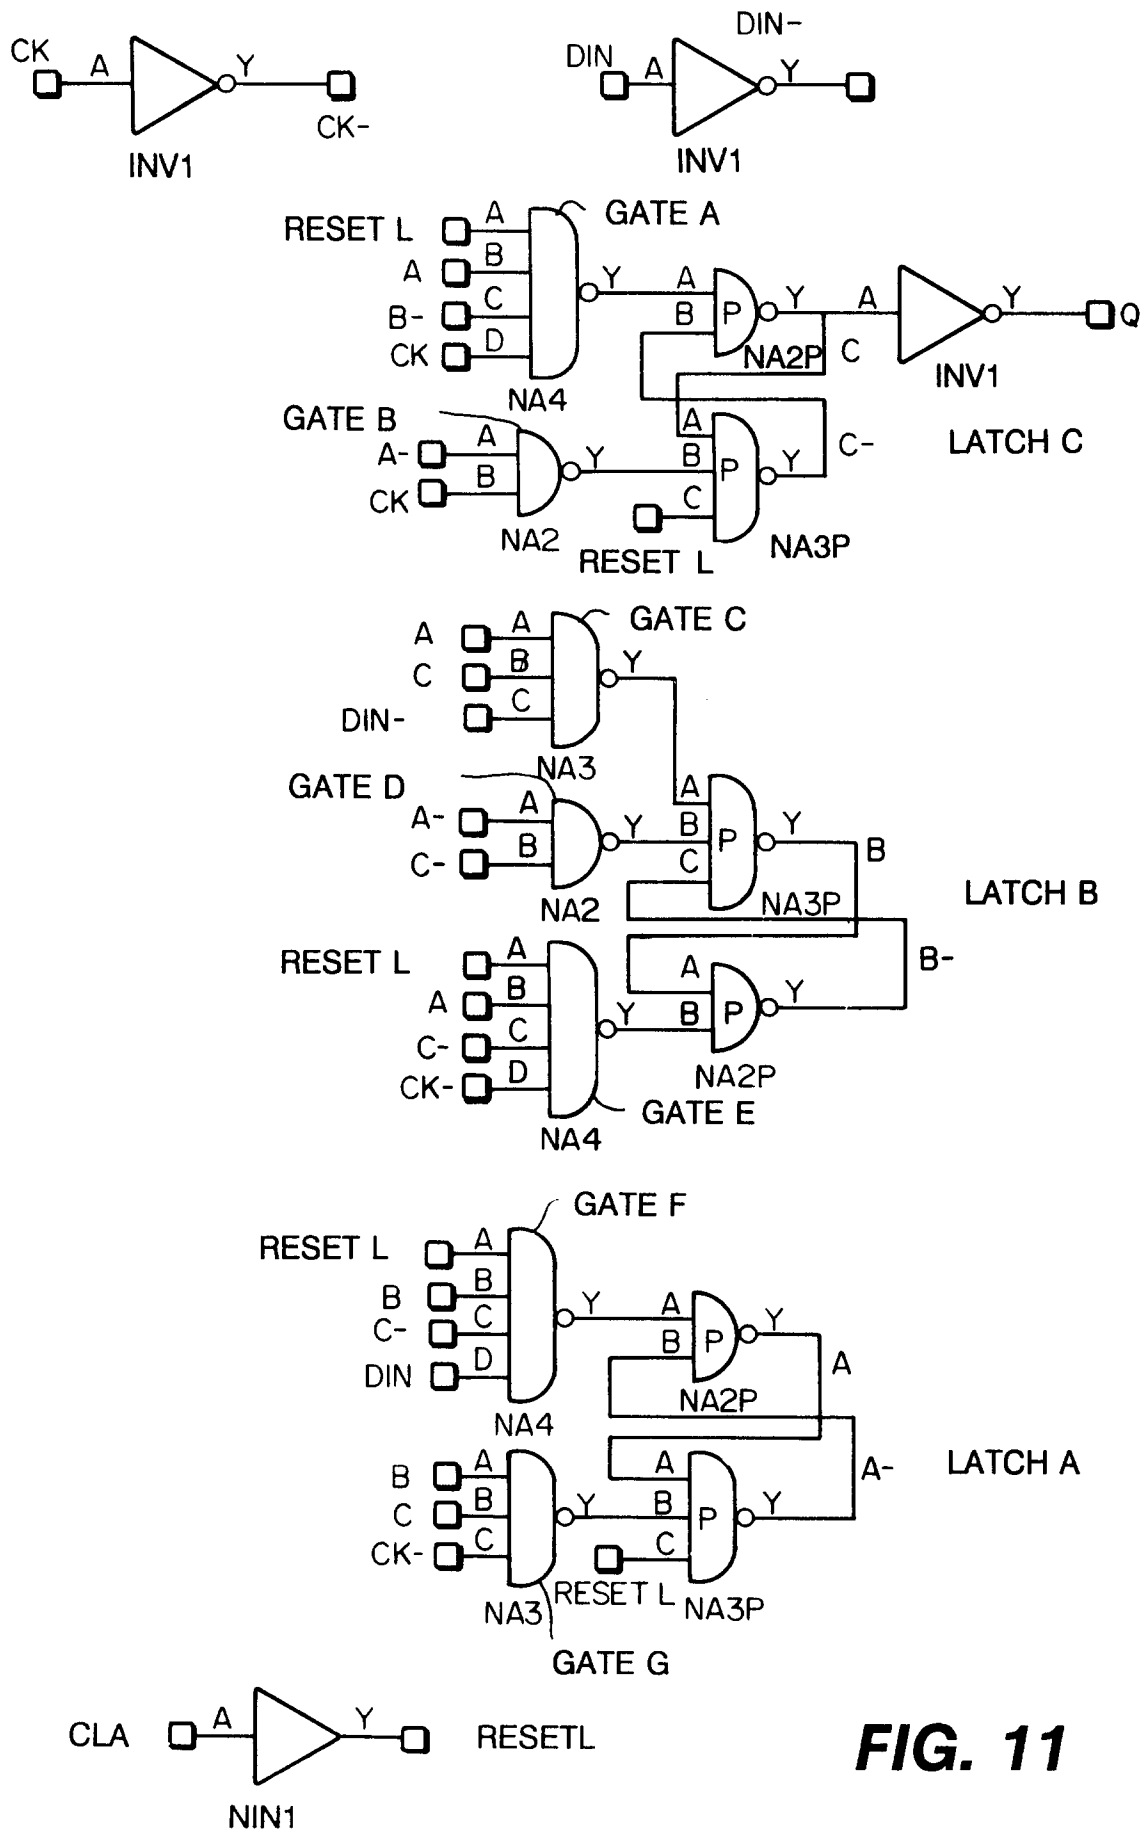 CK A Y CK-
INV1
DIN A DIN- Y
INV1
GATE A
RESET L A
A B
B- C
CK D
Y A B P Y A Y Q
NA4
NA2P C
INV1
GATE B
A- A
CK B
Y A B C P Y C-
NA2
RESET L
NA3P
LATCH C
GATE C
A A
C B
DIN- C
Y
NA3
GATE D
A- A
C- B
Y A B C P Y B
NA2
NA3P
LATCH B
RESET L A
A B
C- C
CK- D
Y A B P Y B-
NA2P
GATE E
NA4
GATE F
RESET L A
B B
C- C
DIN D
Y A B P Y A
NA4
NA2P
B A
C B
CK- C
Y A B C P Y A-
LATCH A
NA3
RESET L
NA3P
GATE G
CLA A Y RESETL
NIN1
FIG. 11